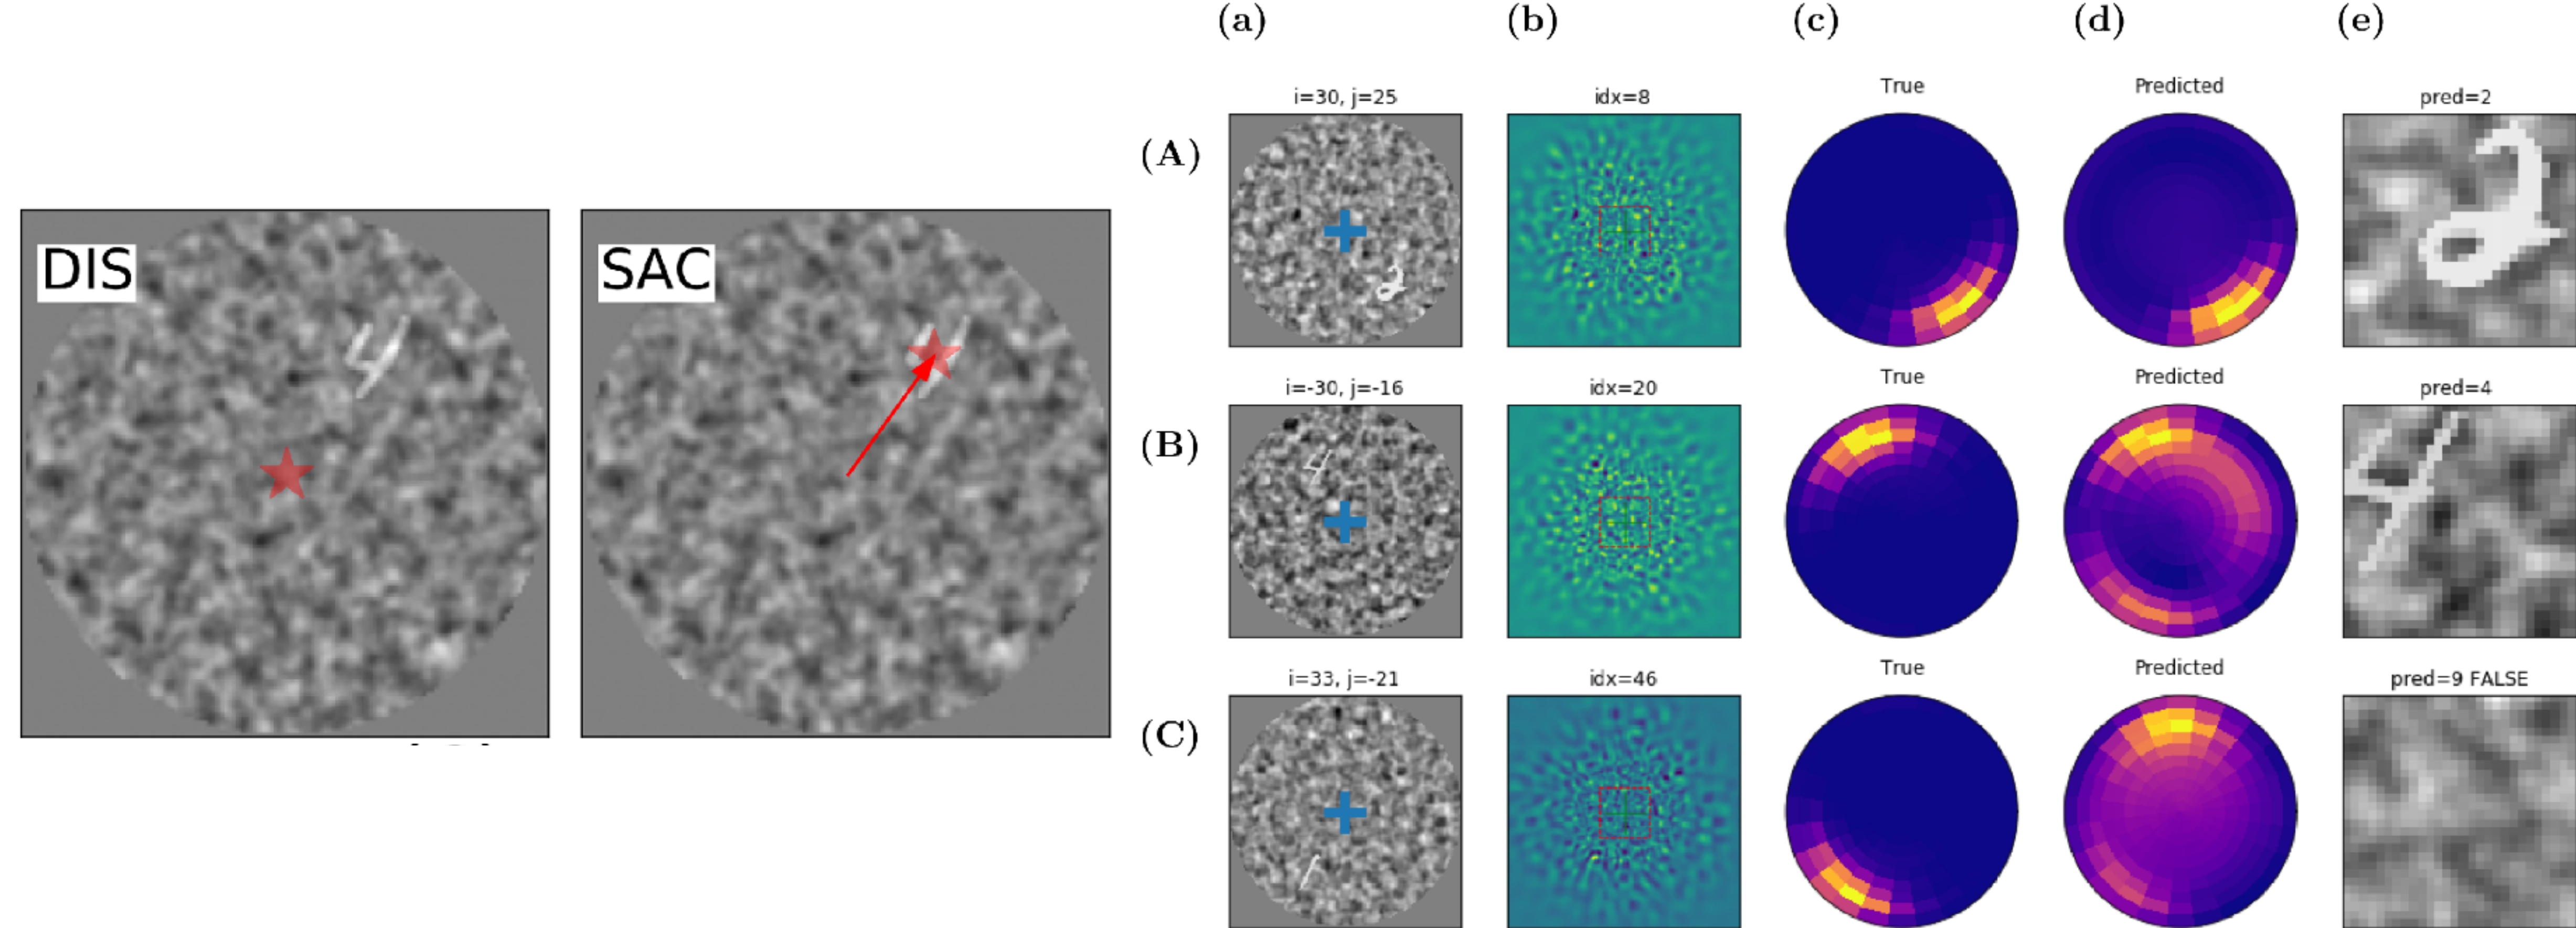 DIS
SAC
(a) (b) (c) (d) (e)
i=30, j=25 idx=8 True Predicted pred=2
(A)
i=-30, j=-16 idx=20 True Predicted pred=4
(B)
i=33, j=-21 idx=46 True Predicted pred=9 FALSE
(C)